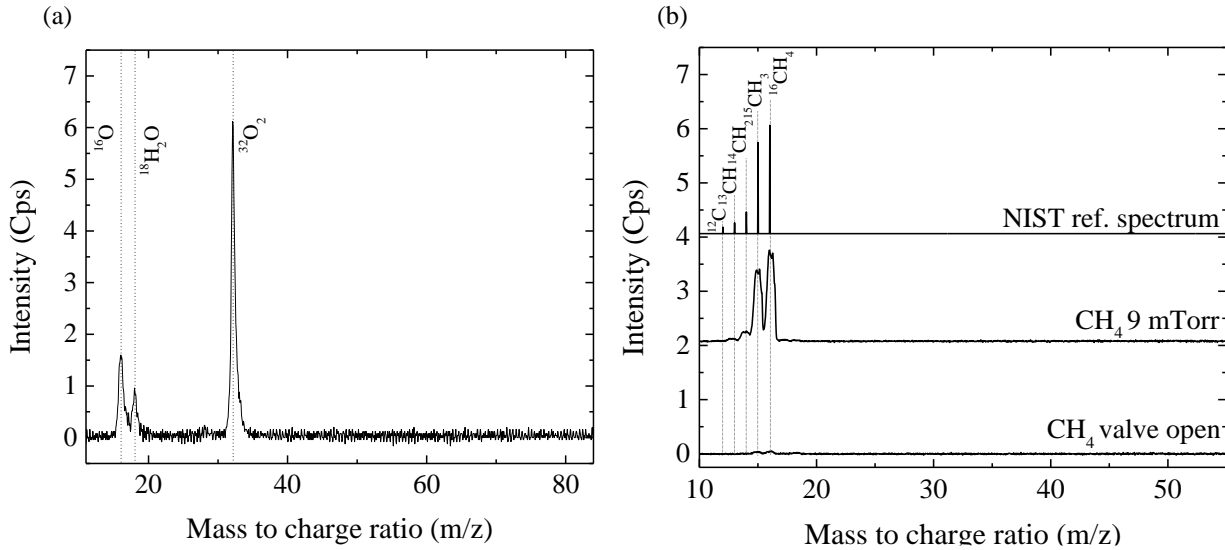 (a)
7
6
5
4
3
2
1
0
Intensity (Cps)
¹⁶O
¹⁸H₂O
³²O₂
20 40 60 80
Mass to charge ratio (m/z)
(b)
7
6
5
4
3
2
1
0
Intensity (Cps)
¹²C
¹³CH
¹⁴CH₂
¹⁵CH₃
¹⁶CH₄
NIST ref. spectrum
CH₄ 9 mTorr
CH₄ valve open
10 20 30 40 50
Mass to charge ratio (m/z)